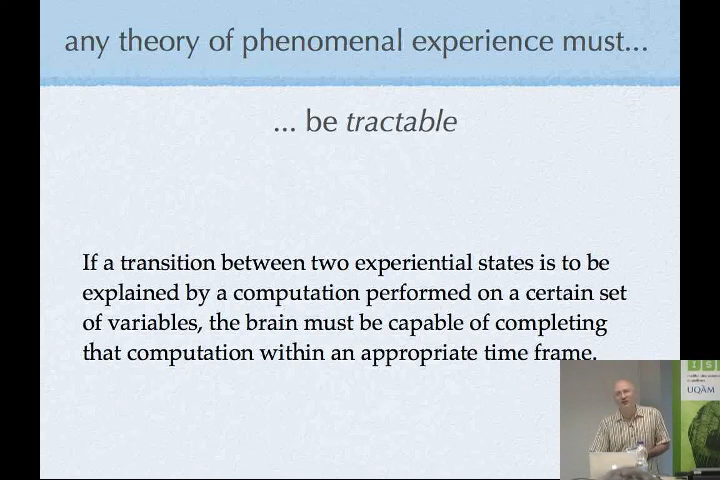 any theory of phenomenal experience must...
... be tractable
If a transition between two experiential states is to be
explained by a computation performed on a certain set
of variables, the brain must be capable of completing
that computation within an appropriate time frame.
UQÀM